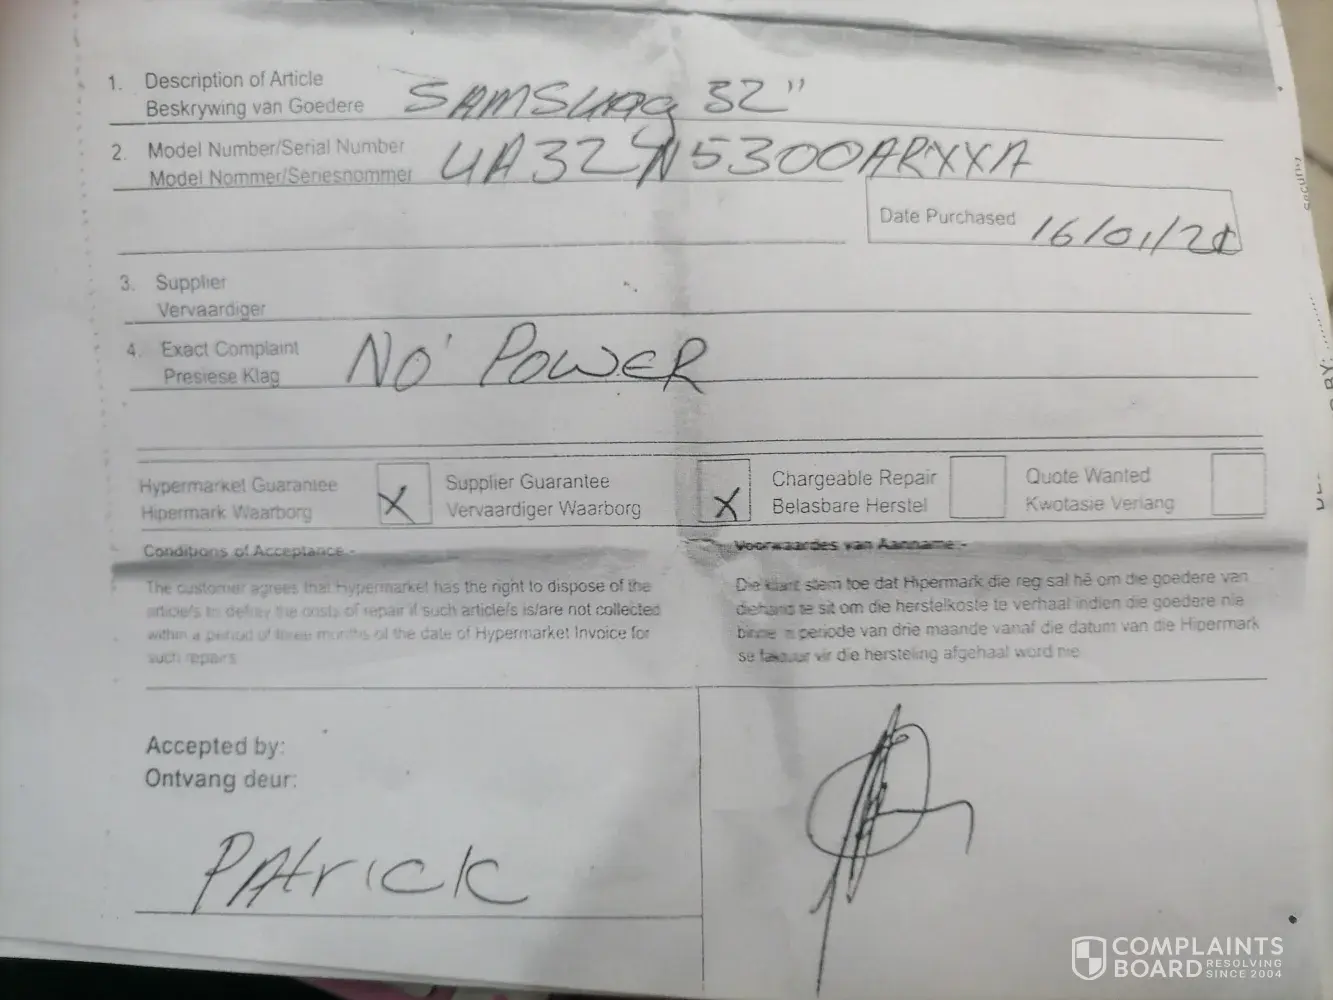 1. Description of Article SAMSUNG 32"
Beskrywing van Goedere
2. Model Number/Serial Number UA32N5300ARXXA
Model Nommer/Seriesnommer
Date Purchased 16/01/21
3. Supplier
Vervaardiger
4. Exact Complaint NO POWER
Presiese Klag
Hypermarket Guarantee X Supplier Guarantee X Chargeable Repair Quote Wanted
Hipermark Waarborg Vervaardiger Waarborg Belasbare Herstel Kwotasie Verlang
Conditions of Acceptance:-
The customer agrees that Hypermarket has the right to dispose of the
article/s to defray the costs of repair if such article/s is/are not collected
within a period of three months of the date of Hypermarket Invoice for
such repairs
Voorwaardes van Aanname:-
Die klant stem toe dat Hipermark die reg sal hê om die goedere van
diehand te sit om die herstelkoste te verhaal indien die goedere nie
binne 'n periode van drie maande vanaf die datum van die Hipermark
se faktuur vir die hersteling afgehaal word nie
Accepted by:
Ontvang deur:
PAtrick
COMPLAINTS
BOARD RESOLVING
SINCE 2004